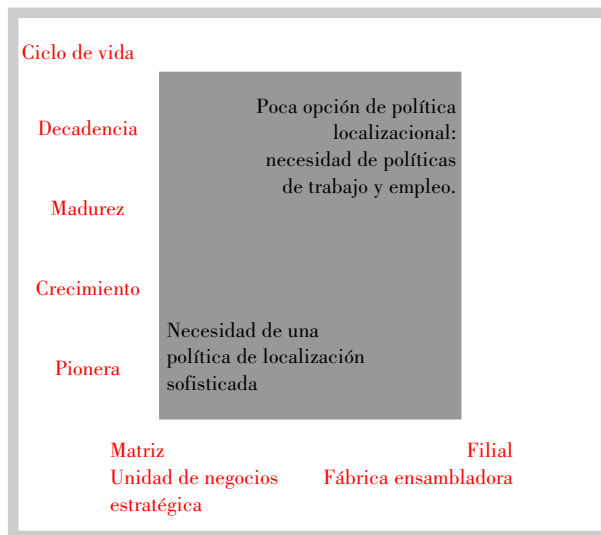 Ciclo de vida
Poca opción de política
localizacional:
necesidad de políticas
de trabajo y empleo.
Decadencia
Madurez
Crecimiento
Pionera
Necesidad de una
política de localización
sofisticada
Matriz
Unidad de negocios
estratégica
Filial
Fábrica ensambladora